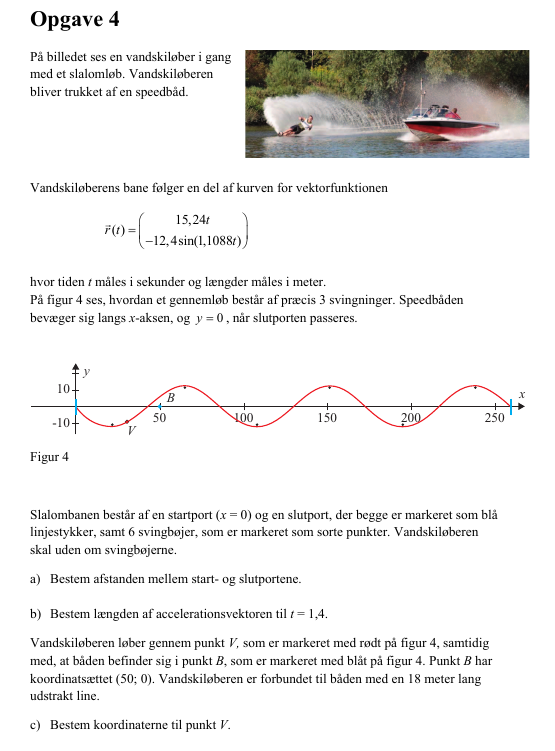 Opgave 4
På billedet ses en vandskiløber i gang
med et slalomløb. Vandskiløberen
bliver trukket af en speedbåd.
Vandskiløberens bane følger en del af kurven for vektorfunktionen
r⃗(t) = ( 15,24t
−12,4sin(1,1088t) )
hvor tiden t måles i sekunder og længder måles i meter.
På figur 4 ses, hvordan et gennemløb består af præcis 3 svingninger. Speedbåden
bevæger sig langs x-aksen, og y = 0 , når slutporten passeres.
y
10
B
x
50 100 150 200 250
-10
V
Figur 4
Slalombanen består af en startport (x = 0) og en slutport, der begge er markeret som blå
linjestykker, samt 6 svingbøjer, som er markeret som sorte punkter. Vandskiløberen
skal uden om svingbøjerne.
a) Bestem afstanden mellem start- og slutportene.
b) Bestem længden af accelerationsvektoren til t = 1,4.
Vandskiløberen løber gennem punkt V, som er markeret med rødt på figur 4, samtidig
med, at båden befinder sig i punkt B, som er markeret med blåt på figur 4. Punkt B har
koordinatsættet (50; 0). Vandskiløberen er forbundet til båden med en 18 meter lang
udstrakt line.
c) Bestem koordinaterne til punkt V.